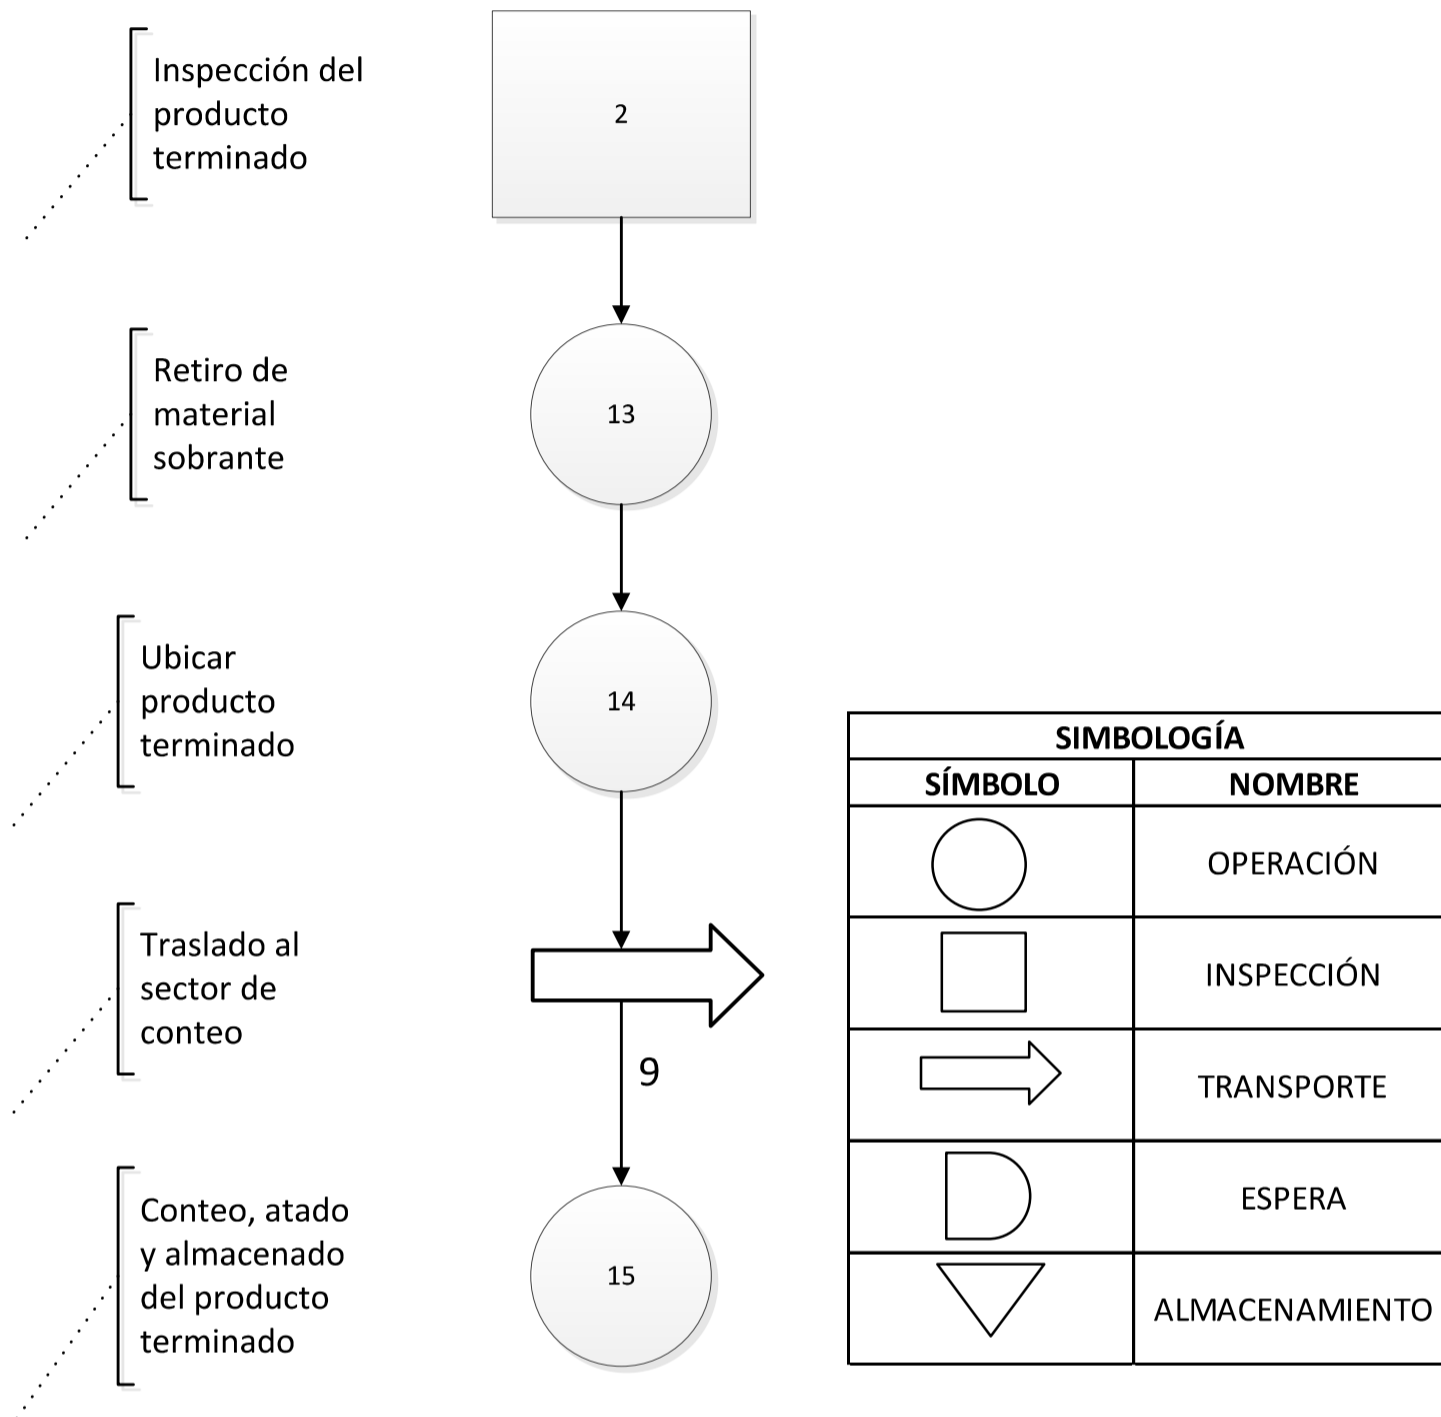 Inspección del
producto
terminado
2
Retiro de
material
sobrante
13
Ubicar
producto
terminado
14
Traslado al
sector de
conteo
9
Conteo, atado
y almacenado
del producto
terminado
15
SIMBOLOGÍA
SÍMBOLO NOMBRE
OPERACIÓN
INSPECCIÓN
TRANSPORTE
ESPERA
ALMACENAMIENTO